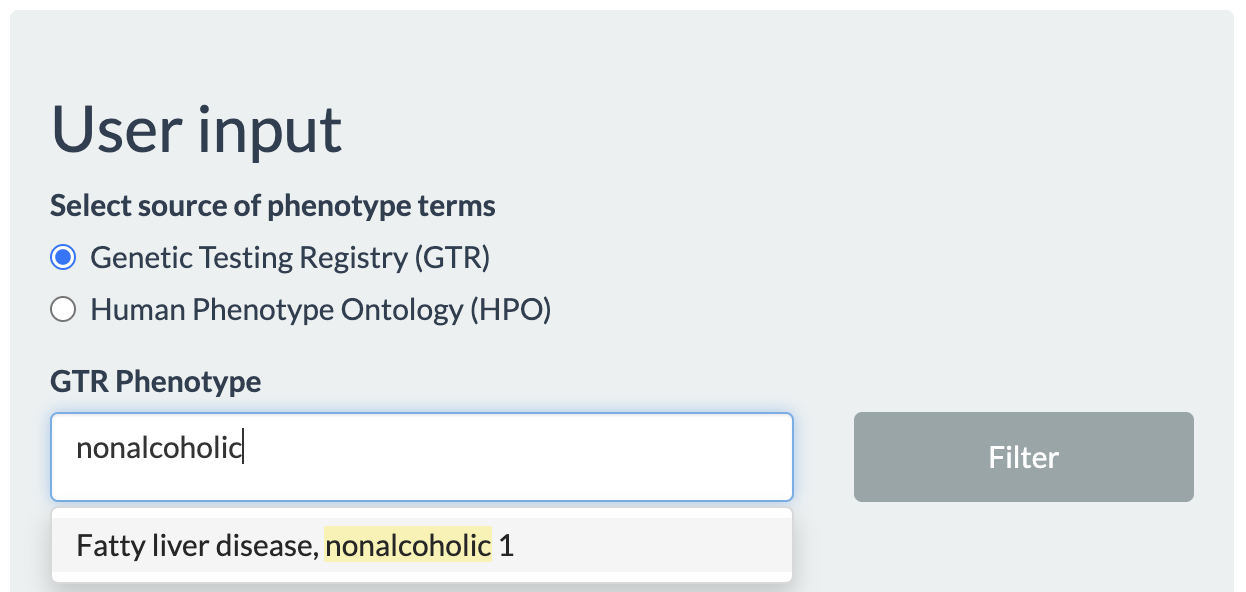 User input
Select source of phenotype terms
Genetic Testing Registry (GTR)
Human Phenotype Ontology (HPO)
GTR Phenotype
nonalcoholic
Filter
Fatty liver disease, nonalcoholic 1